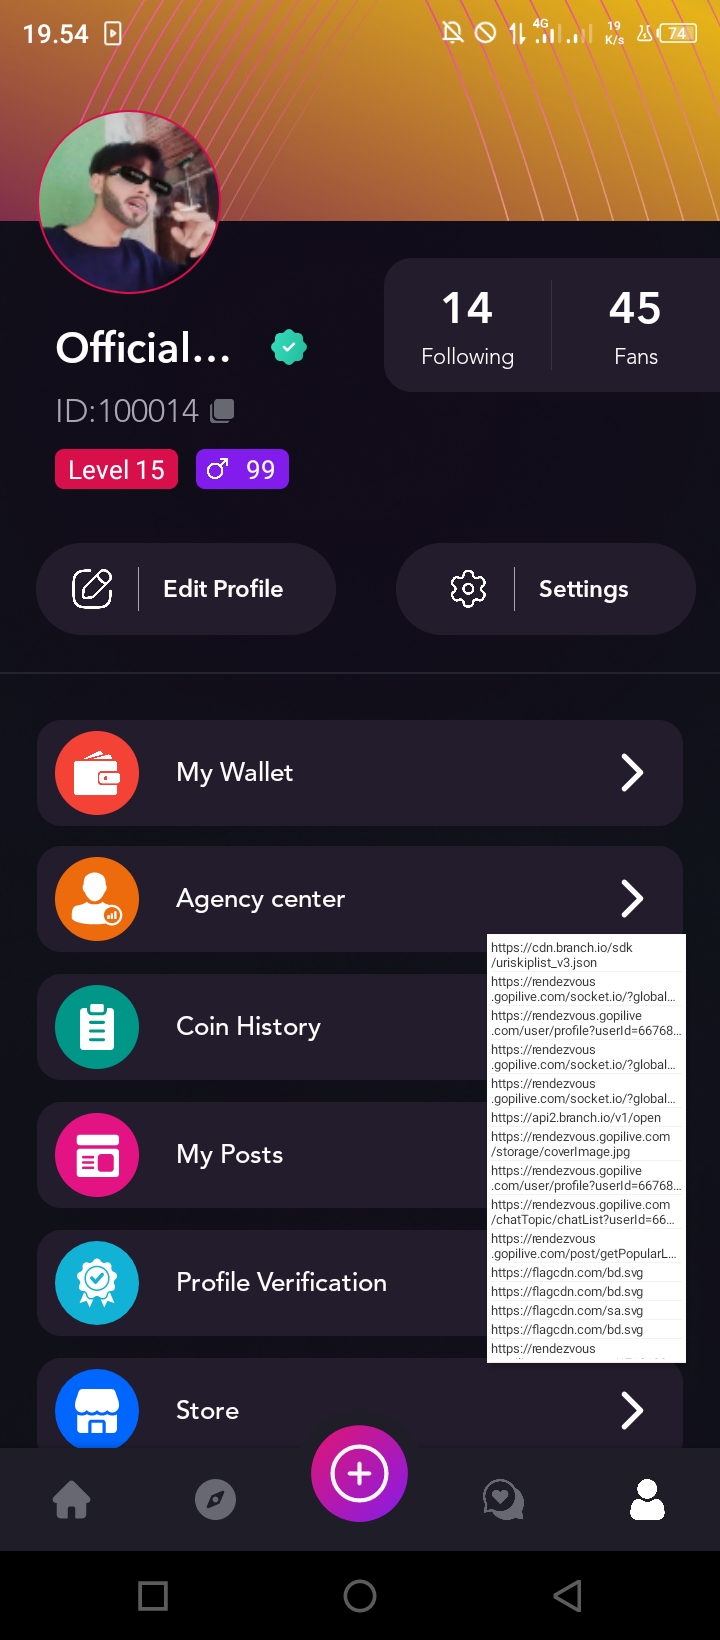 19.54
4G
19
K/s
74
14
45
Following
Fans
Official...
ID:100014
Level 15
99
Edit Profile
Settings
My Wallet
Agency center
Coin History
My Posts
Profile Verification
Store
https://cdn.branch.io/sdk
/uriskiplist_v3.json
https://rendezvous
.gopilive.com/socket.io/?global...
https://rendezvous.gopilive
.com/user/profile?userId=66768...
https://rendezvous
.gopilive.com/socket.io/?global...
https://rendezvous
.gopilive.com/socket.io/?global...
https://api2.branch.io/v1/open
https://rendezvous.gopilive.com
/storage/coverImage.jpg
https://rendezvous.gopilive
.com/user/profile?userId=66768...
https://rendezvous.gopilive.com
/chatTopic/chatList?userId=66...
https://rendezvous
.gopilive.com/post/getPopularL...
https://flagcdn.com/bd.svg
https://flagcdn.com/bd.svg
https://flagcdn.com/sa.svg
https://flagcdn.com/bd.svg
https://rendezvous